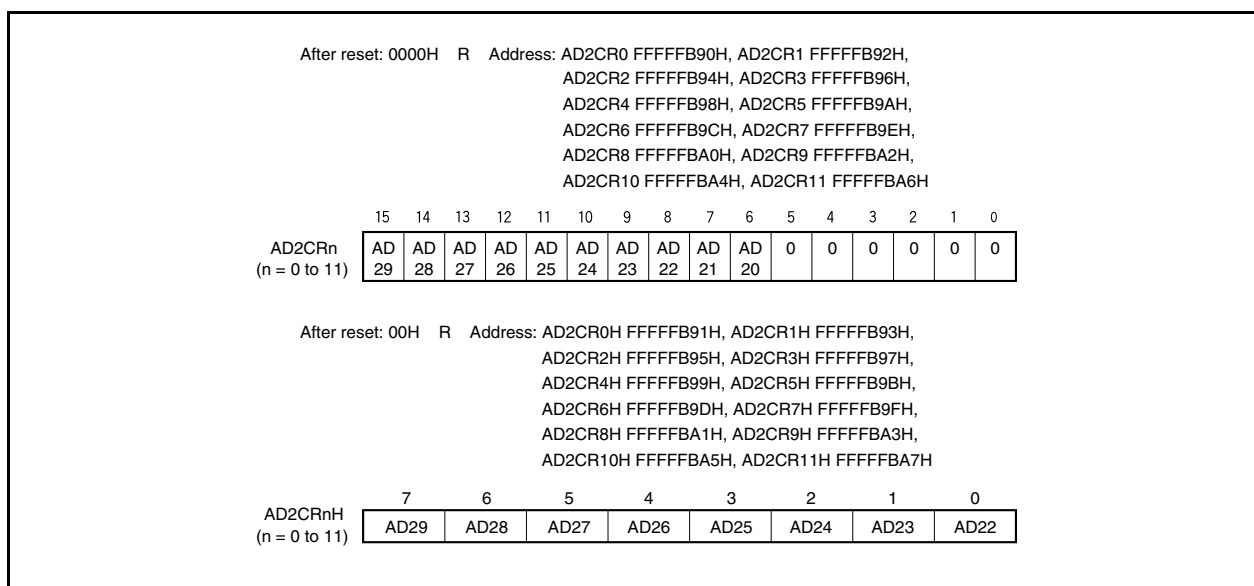 After reset: 0000H R Address: AD2CR0 FFFFFB90H, AD2CR1 FFFFFB92H,
AD2CR2 FFFFFB94H, AD2CR3 FFFFFB96H,
AD2CR4 FFFFFB98H, AD2CR5 FFFFFB9AH,
AD2CR6 FFFFFB9CH, AD2CR7 FFFFFB9EH,
AD2CR8 FFFFFBA0H, AD2CR9 FFFFFBA2H,
AD2CR10 FFFFFBA4H, AD2CR11 FFFFFBA6H
15 14 13 12 11 10 9 8 7 6 5 4 3 2 1 0
AD2CRn AD AD AD AD AD AD AD AD AD AD 0 0 0 0 0 0
(n = 0 to 11) 29 28 27 26 25 24 23 22 21 20
After reset: 00H R Address: AD2CR0H FFFFFB91H, AD2CR1H FFFFFB93H,
AD2CR2H FFFFFB95H, AD2CR3H FFFFFB97H,
AD2CR4H FFFFFB99H, AD2CR5H FFFFFB9BH,
AD2CR6H FFFFFB9DH, AD2CR7H FFFFFB9FH,
AD2CR8H FFFFFBA1H, AD2CR9H FFFFFBA3H,
AD2CR10H FFFFFBA5H, AD2CR11H FFFFFBA7H
7 6 5 4 3 2 1 0
AD2CRnH AD29 AD28 AD27 AD26 AD25 AD24 AD23 AD22
(n = 0 to 11)